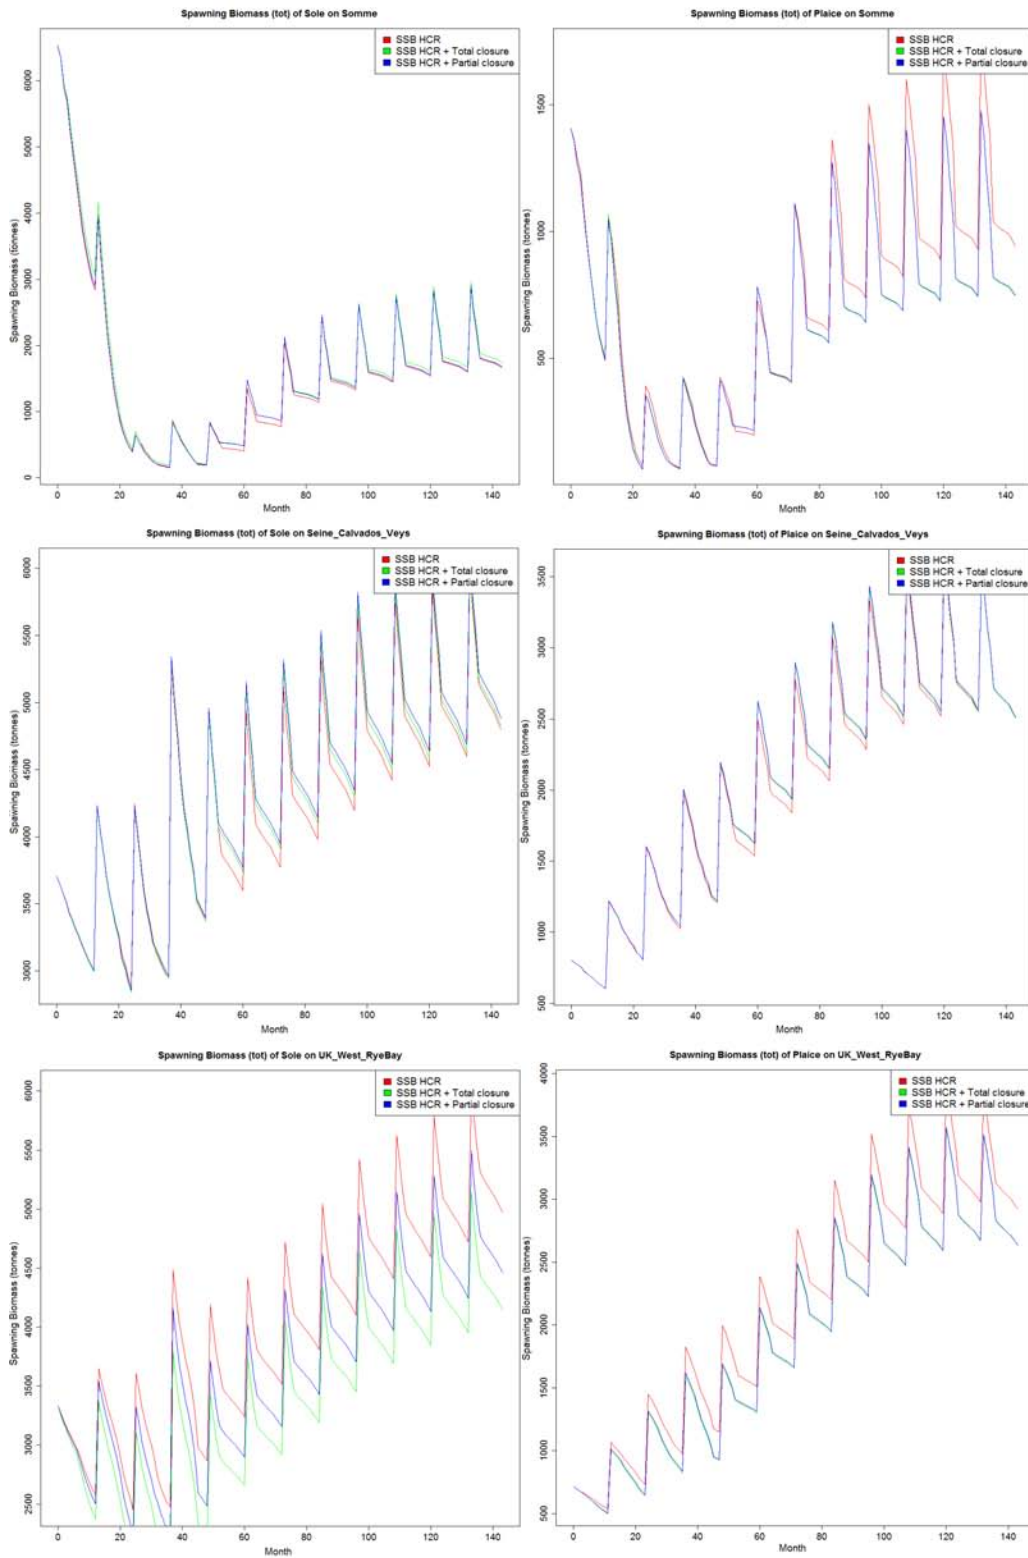 Spawning Biomass (tot) of Sole on Somme
SSB HCR
SSB HCR + Total closure
SSB HCR + Partial closure
Spawning Biomass (tonnes)
6000
5000
4000
3000
2000
1000
0
0 20 40 60 80 100 120 140
Month
Spawning Biomass (tot) of Plaice on Somme
SSB HCR
SSB HCR + Total closure
SSB HCR + Partial closure
Spawning Biomass (tonnes)
1500
1000
500
0 20 40 60 80 100 120 140
Month
Spawning Biomass (tot) of Sole on Seine_Calvados_Veys
SSB HCR
SSB HCR + Total closure
SSB HCR + Partial closure
Spawning Biomass (tonnes)
6000
5500
5000
4500
4000
3500
3000
0 20 40 60 80 100 120 140
Month
Spawning Biomass (tot) of Plaice on Seine_Calvados_Veys
SSB HCR
SSB HCR + Total closure
SSB HCR + Partial closure
Spawning Biomass (tonnes)
3500
3000
2500
2000
1500
1000
500
0 20 40 60 80 100 120 140
Month
Spawning Biomass (tot) of Sole on UK_West_RyeBay
SSB HCR
SSB HCR + Total closure
SSB HCR + Partial closure
Spawning Biomass (tonnes)
6000
5500
5000
4500
4000
3500
3000
2500
0 20 40 60 80 100 120 140
Month
Spawning Biomass (tot) of Plaice on UK_West_RyeBay
SSB HCR
SSB HCR + Total closure
SSB HCR + Partial closure
Spawning Biomass (tonnes)
4000
3500
3000
2500
2000
1500
1000
500
0 20 40 60 80 100 120 140
Month